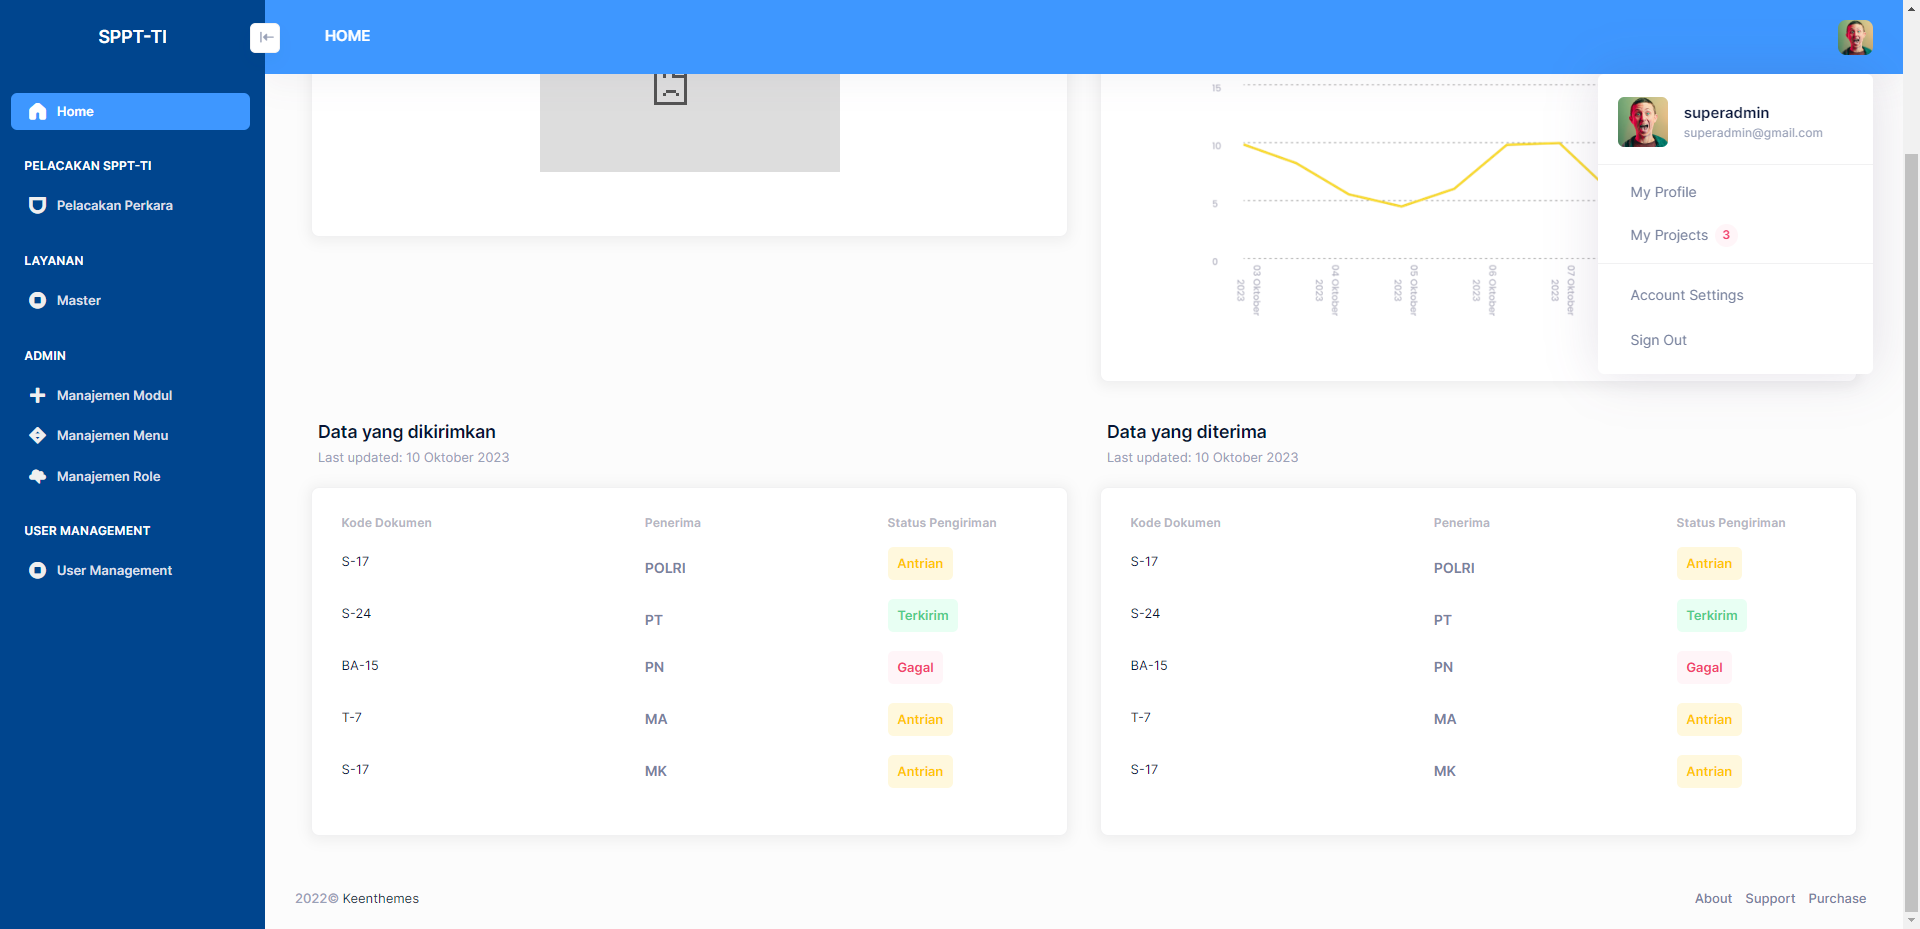 SPPT-TI
HOME
Home
PELACAKAN SPPT-TI
Pelacakan Perkara
LAYANAN
Master
ADMIN
Manajemen Modul
Manajemen Menu
Manajemen Role
USER MANAGEMENT
User Management
15
10
5
0
03 Oktober
2023
04 Oktober
2023
05 Oktober
2023
06 Oktober
2023
07 Oktober
2023
superadmin
superadmin@gmail.com
My Profile
My Projects 3
Account Settings
Sign Out
Data yang dikirimkan
Last updated: 10 Oktober 2023
Kode Dokumen Penerima Status Pengiriman
S-17 POLRI Antrian
S-24 PT Terkirim
BA-15 PN Gagal
T-7 MA Antrian
S-17 MK Antrian
Data yang diterima
Last updated: 10 Oktober 2023
Kode Dokumen Penerima Status Pengiriman
S-17 POLRI Antrian
S-24 PT Terkirim
BA-15 PN Gagal
T-7 MA Antrian
S-17 MK Antrian
2022© Keenthemes
About Support Purchase